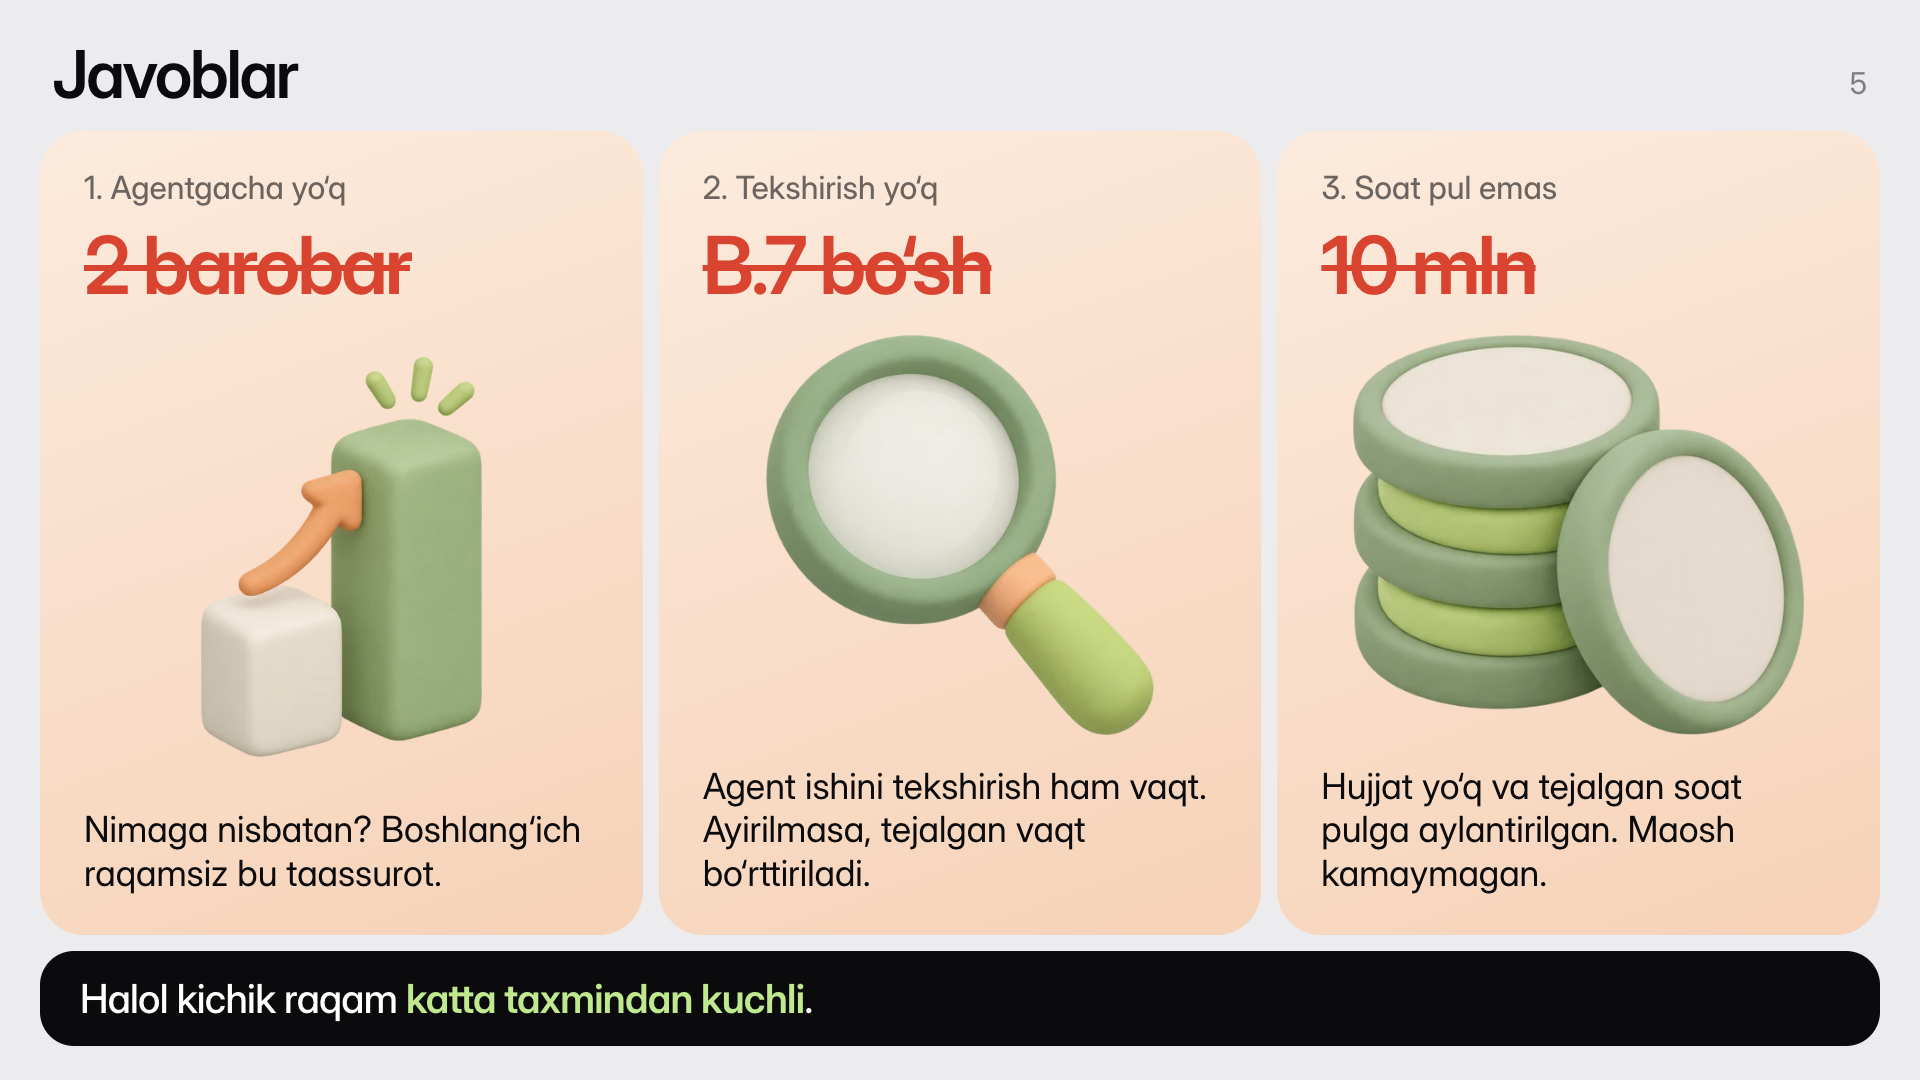 Javoblar
5
1. Agentgacha yo‘q
2 barobar
Nimaga nisbatan? Boshlang‘ich
raqamsiz bu taassurot.
2. Tekshirish yo‘q
B.7 bo‘sh
Agent ishini tekshirish ham vaqt.
Ayirilmasa, tejalgan vaqt
bo‘rttiriladi.
3. Soat pul emas
10 mln
Hujjat yo‘q va tejalgan soat
pulga aylantirilgan. Maosh
kamaymagan.
Halol kichik raqam katta taxmindan kuchli.